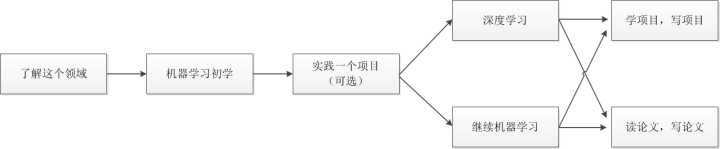 了解这个领域
机器学习初学
实践一个项目
（可选）
深度学习
继续机器学习
学项目，写项目
读论文，写论文